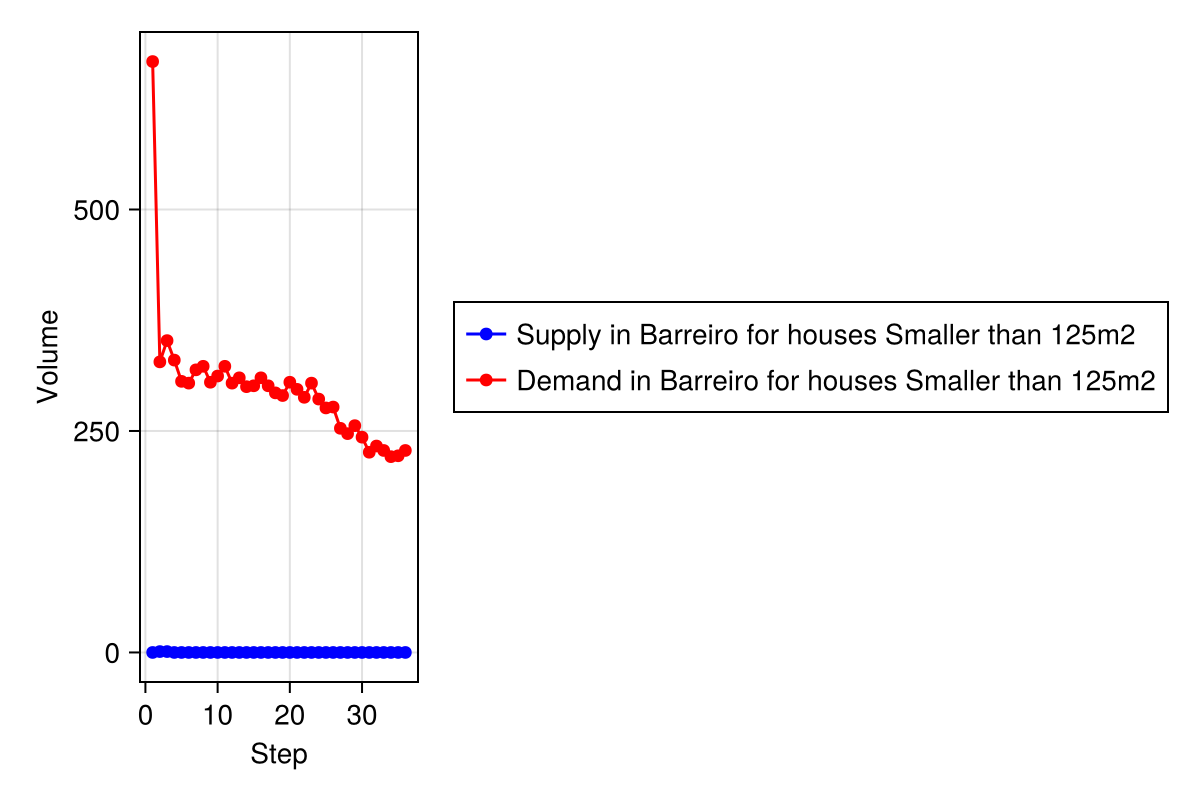 500
250
0
Volume
0 10 20 30
Step
Supply in Barreiro for houses Smaller than 125m2
Demand in Barreiro for houses Smaller than 125m2